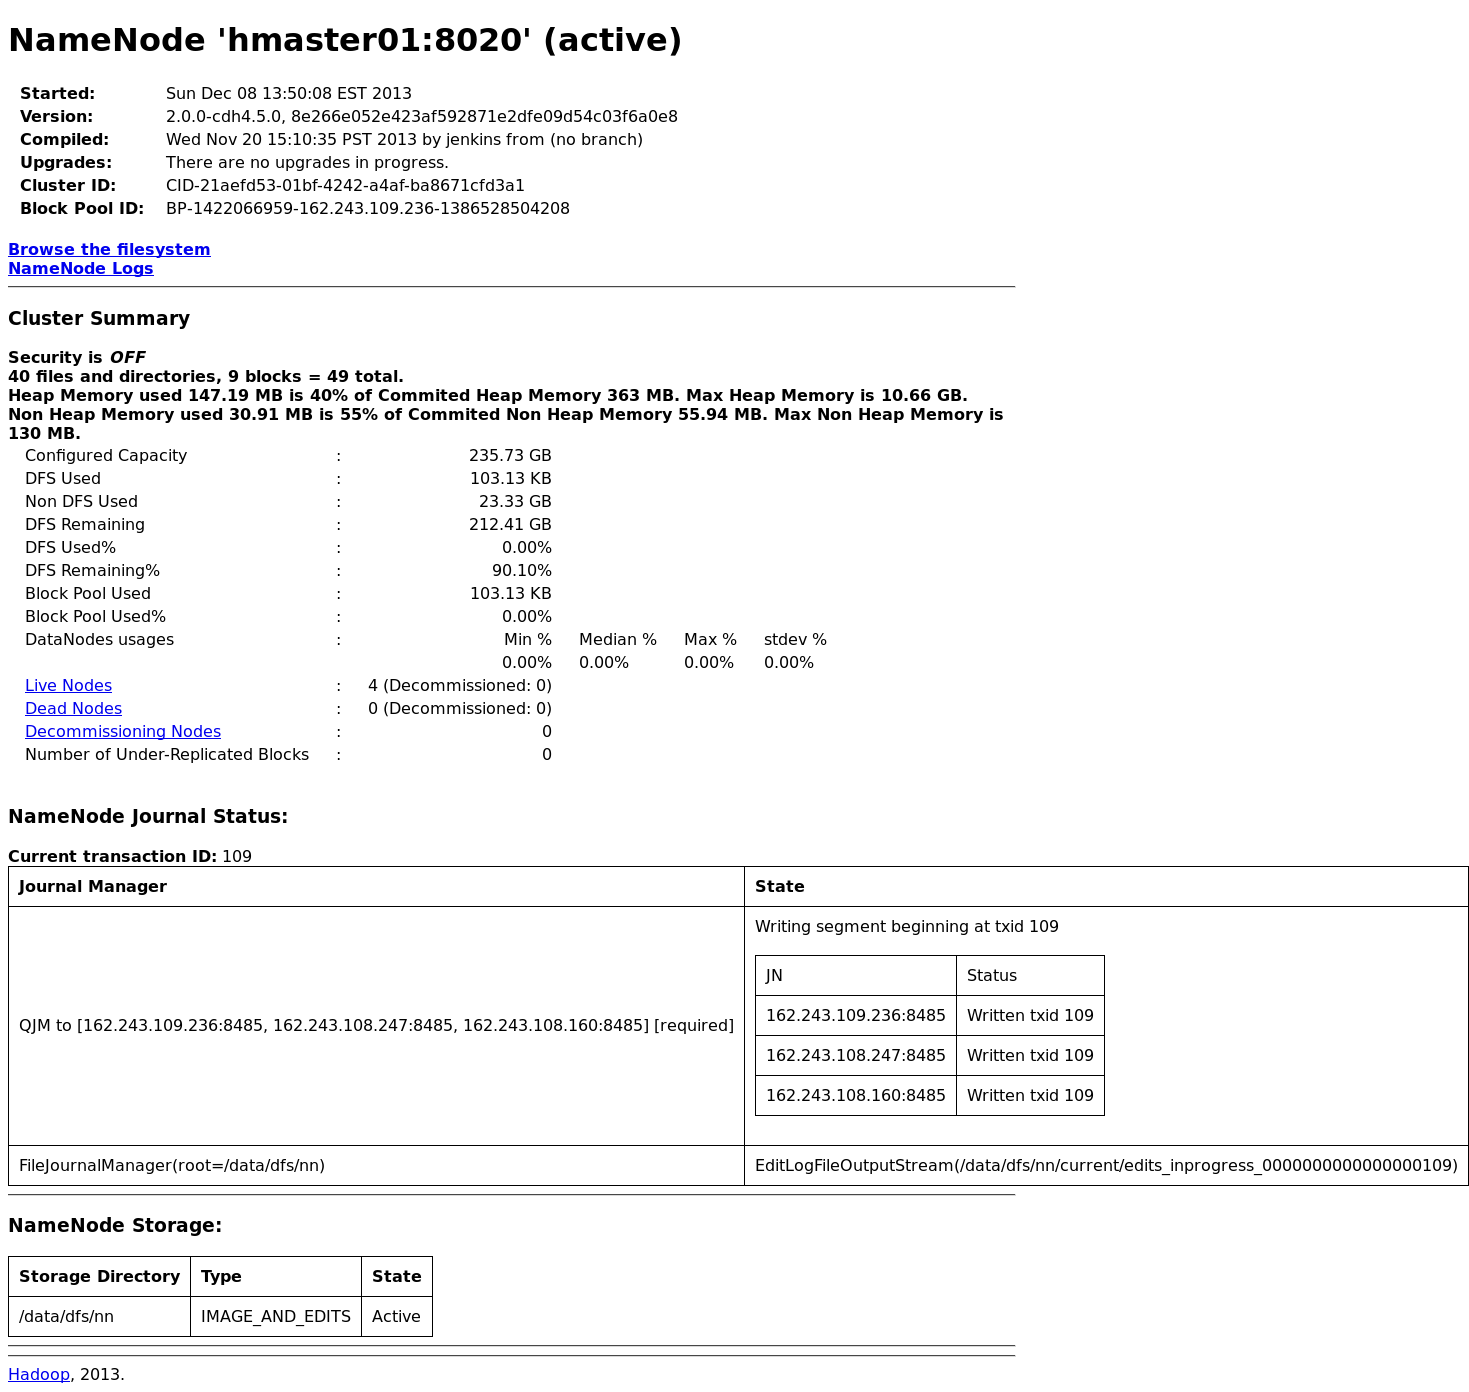 NameNode 'hmaster01:8020' (active)
Started: Sun Dec 08 13:50:08 EST 2013
Version: 2.0.0-cdh4.5.0, 8e266e052e423af592871e2dfe09d54c03f6a0e8
Compiled: Wed Nov 20 15:10:35 PST 2013 by jenkins from (no branch)
Upgrades: There are no upgrades in progress.
Cluster ID: CID-21aefd53-01bf-4242-a4af-ba8671cfd3a1
Block Pool ID: BP-1422066959-162.243.109.236-1386528504208
Browse the filesystem
NameNode Logs
Cluster Summary
Security is OFF
40 files and directories, 9 blocks = 49 total.
Heap Memory used 147.19 MB is 40% of Commited Heap Memory 363 MB. Max Heap Memory is 10.66 GB.
Non Heap Memory used 30.91 MB is 55% of Commited Non Heap Memory 55.94 MB. Max Non Heap Memory is
130 MB.
Configured Capacity : 235.73 GB
DFS Used : 103.13 KB
Non DFS Used : 23.33 GB
DFS Remaining : 212.41 GB
DFS Used% : 0.00%
DFS Remaining% : 90.10%
Block Pool Used : 103.13 KB
Block Pool Used% : 0.00%
DataNodes usages : Min % Median % Max % stdev %
0.00% 0.00% 0.00% 0.00%
Live Nodes : 4 (Decommissioned: 0)
Dead Nodes : 0 (Decommissioned: 0)
Decommissioning Nodes : 0
Number of Under-Replicated Blocks : 0
NameNode Journal Status:
Current transaction ID: 109
Journal Manager State
Writing segment beginning at txid 109
JN Status
162.243.109.236:8485 Written txid 109
QJM to [162.243.109.236:8485, 162.243.108.247:8485, 162.243.108.160:8485] [required]
162.243.108.247:8485 Written txid 109
162.243.108.160:8485 Written txid 109
FileJournalManager(root=/data/dfs/nn) EditLogFileOutputStream(/data/dfs/nn/current/edits_inprogress_0000000000000000109)
NameNode Storage:
Storage Directory Type State
/data/dfs/nn IMAGE_AND_EDITS Active
Hadoop, 2013.